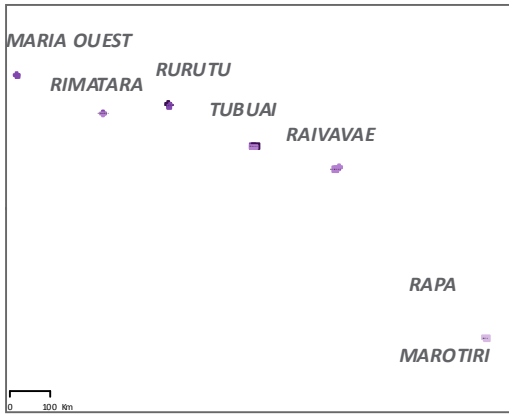 MARIA OUEST
RIMATARA
RURUTU
TUBUAI
RAIVAVAE
RAPA
MAROTIRI
0 100 Km